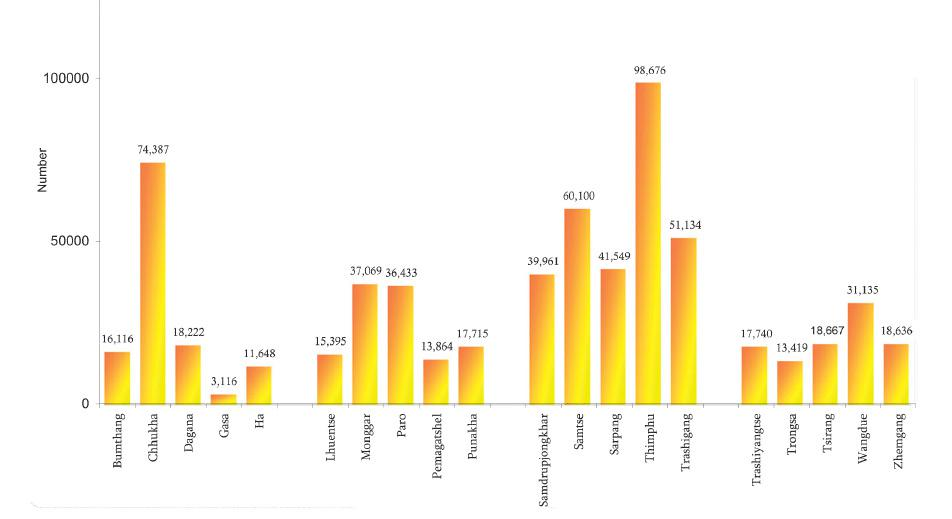 100000
50000
0
Number
16,116
74,387
18,222
3,116
11,648
15,395
37,069
36,433
13,864
17,715
39,961
60,100
41,549
98,676
51,134
17,740
13,419
18,667
31,135
18,636
Bumthang
Chhukha
Dagana
Gasa
Ha
Lhuentse
Monggar
Paro
Pemagatshel
Punakha
Samdrupjongkhar
Samtse
Sarpang
Thimphu
Trashigang
Trashiyangtse
Trongsa
Tsirang
Wangdue
Zhemgang